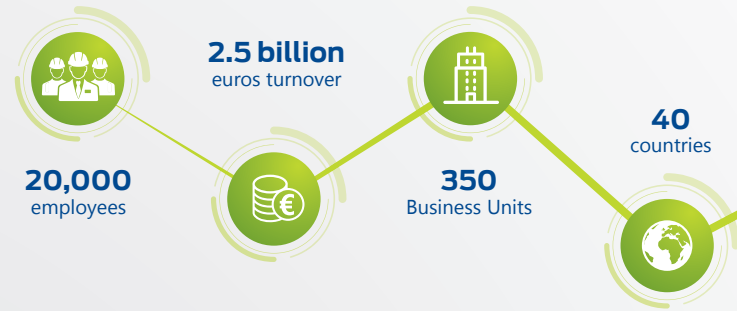 20,000
employees
2.5 billion
euros turnover
350
Business Units
40
countries